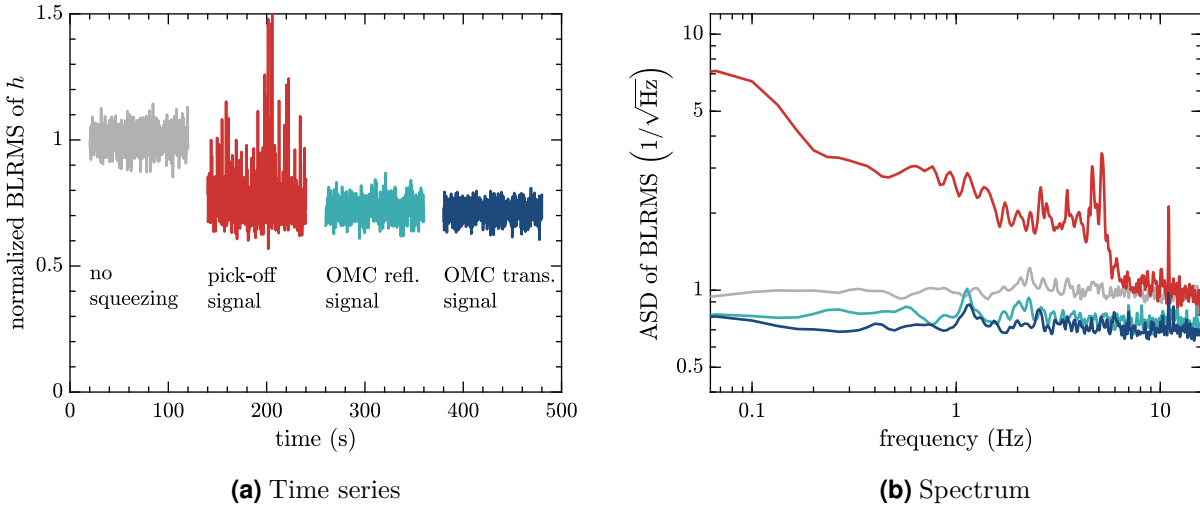 normalized BLRMS of h
1.5
1
0.5
0
no
squeezing
pick-off
signal
OMC refl.
signal
OMC trans.
signal
0 100 200 300 400 500
time (s)
(a) Time series
ASD of BLRMS (1/√Hz)
10
5
1
0.5
0.1 1 10
frequency (Hz)
(b) Spectrum